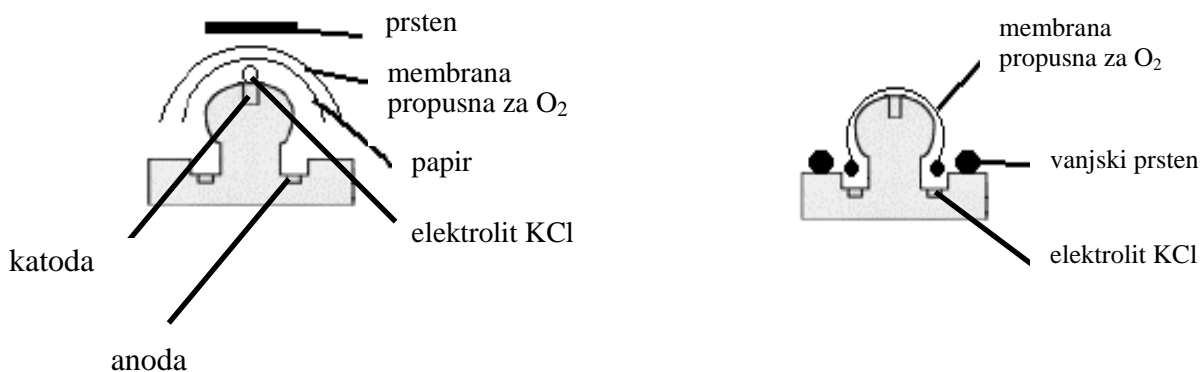 prsten
membrana
propusna za O₂
papir
elektrolit KCl
katoda
anoda
membrana
propusna za O₂
vanjski prsten
elektrolit KCl